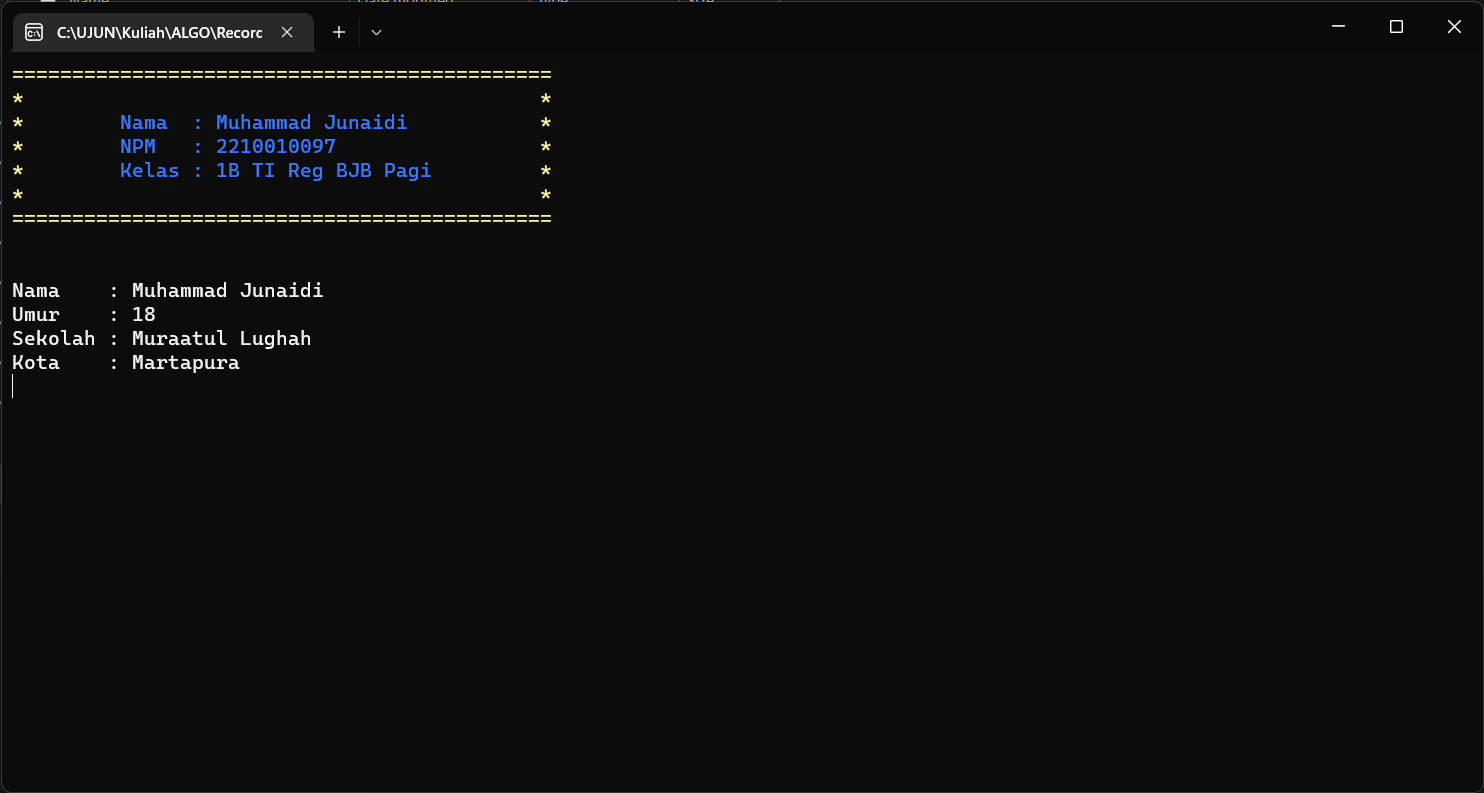 C:\UJUN\Kuliah\ALGO\Recorc
=============================================
*                                           *
*        Nama  : Muhammad Junaidi           *
*        NPM   : 2210010097                 *
*        Kelas : 1B TI Reg BJB Pagi         *
*                                           *
=============================================
Nama    : Muhammad Junaidi
Umur    : 18
Sekolah : Muraatul Lughah
Kota    : Martapura